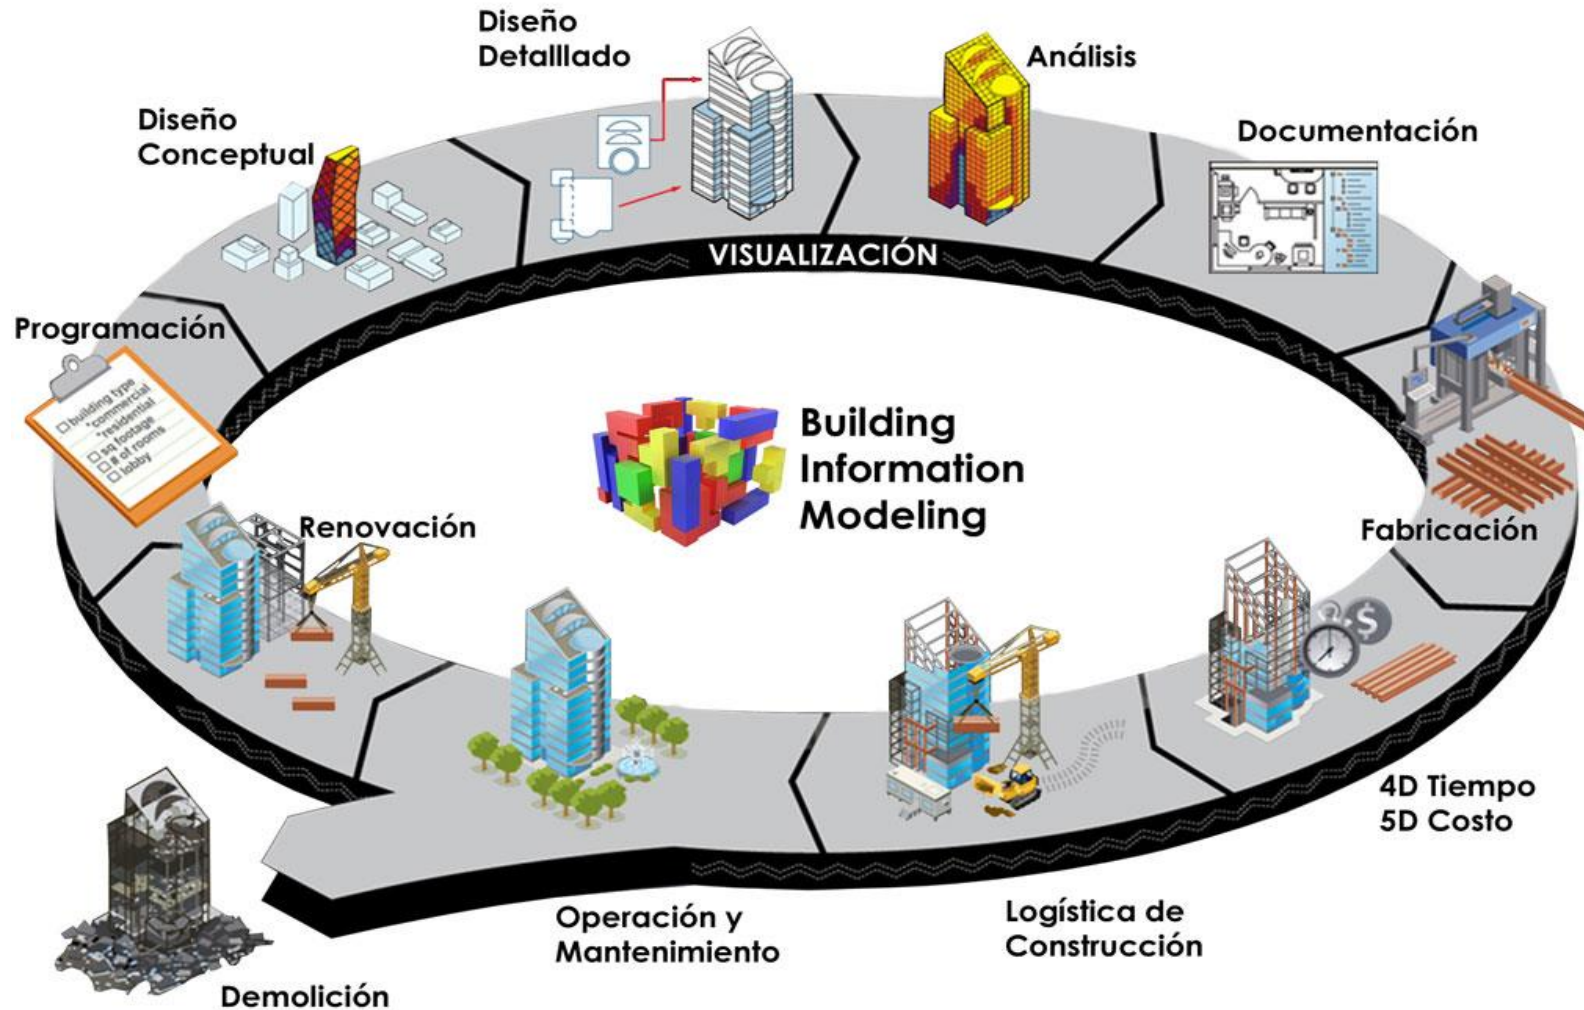 Diseño
Detalllado
Análisis
Diseño
Conceptual
Documentación
VISUALIZACIÓN
Programación
building type
*commercial
*residential
sq footage
# of rooms
lobby
Building
Information
Modeling
Renovación
Fabricación
$
4D Tiempo
5D Costo
Operación y
Mantenimiento
Logística de
Construcción
Demolición